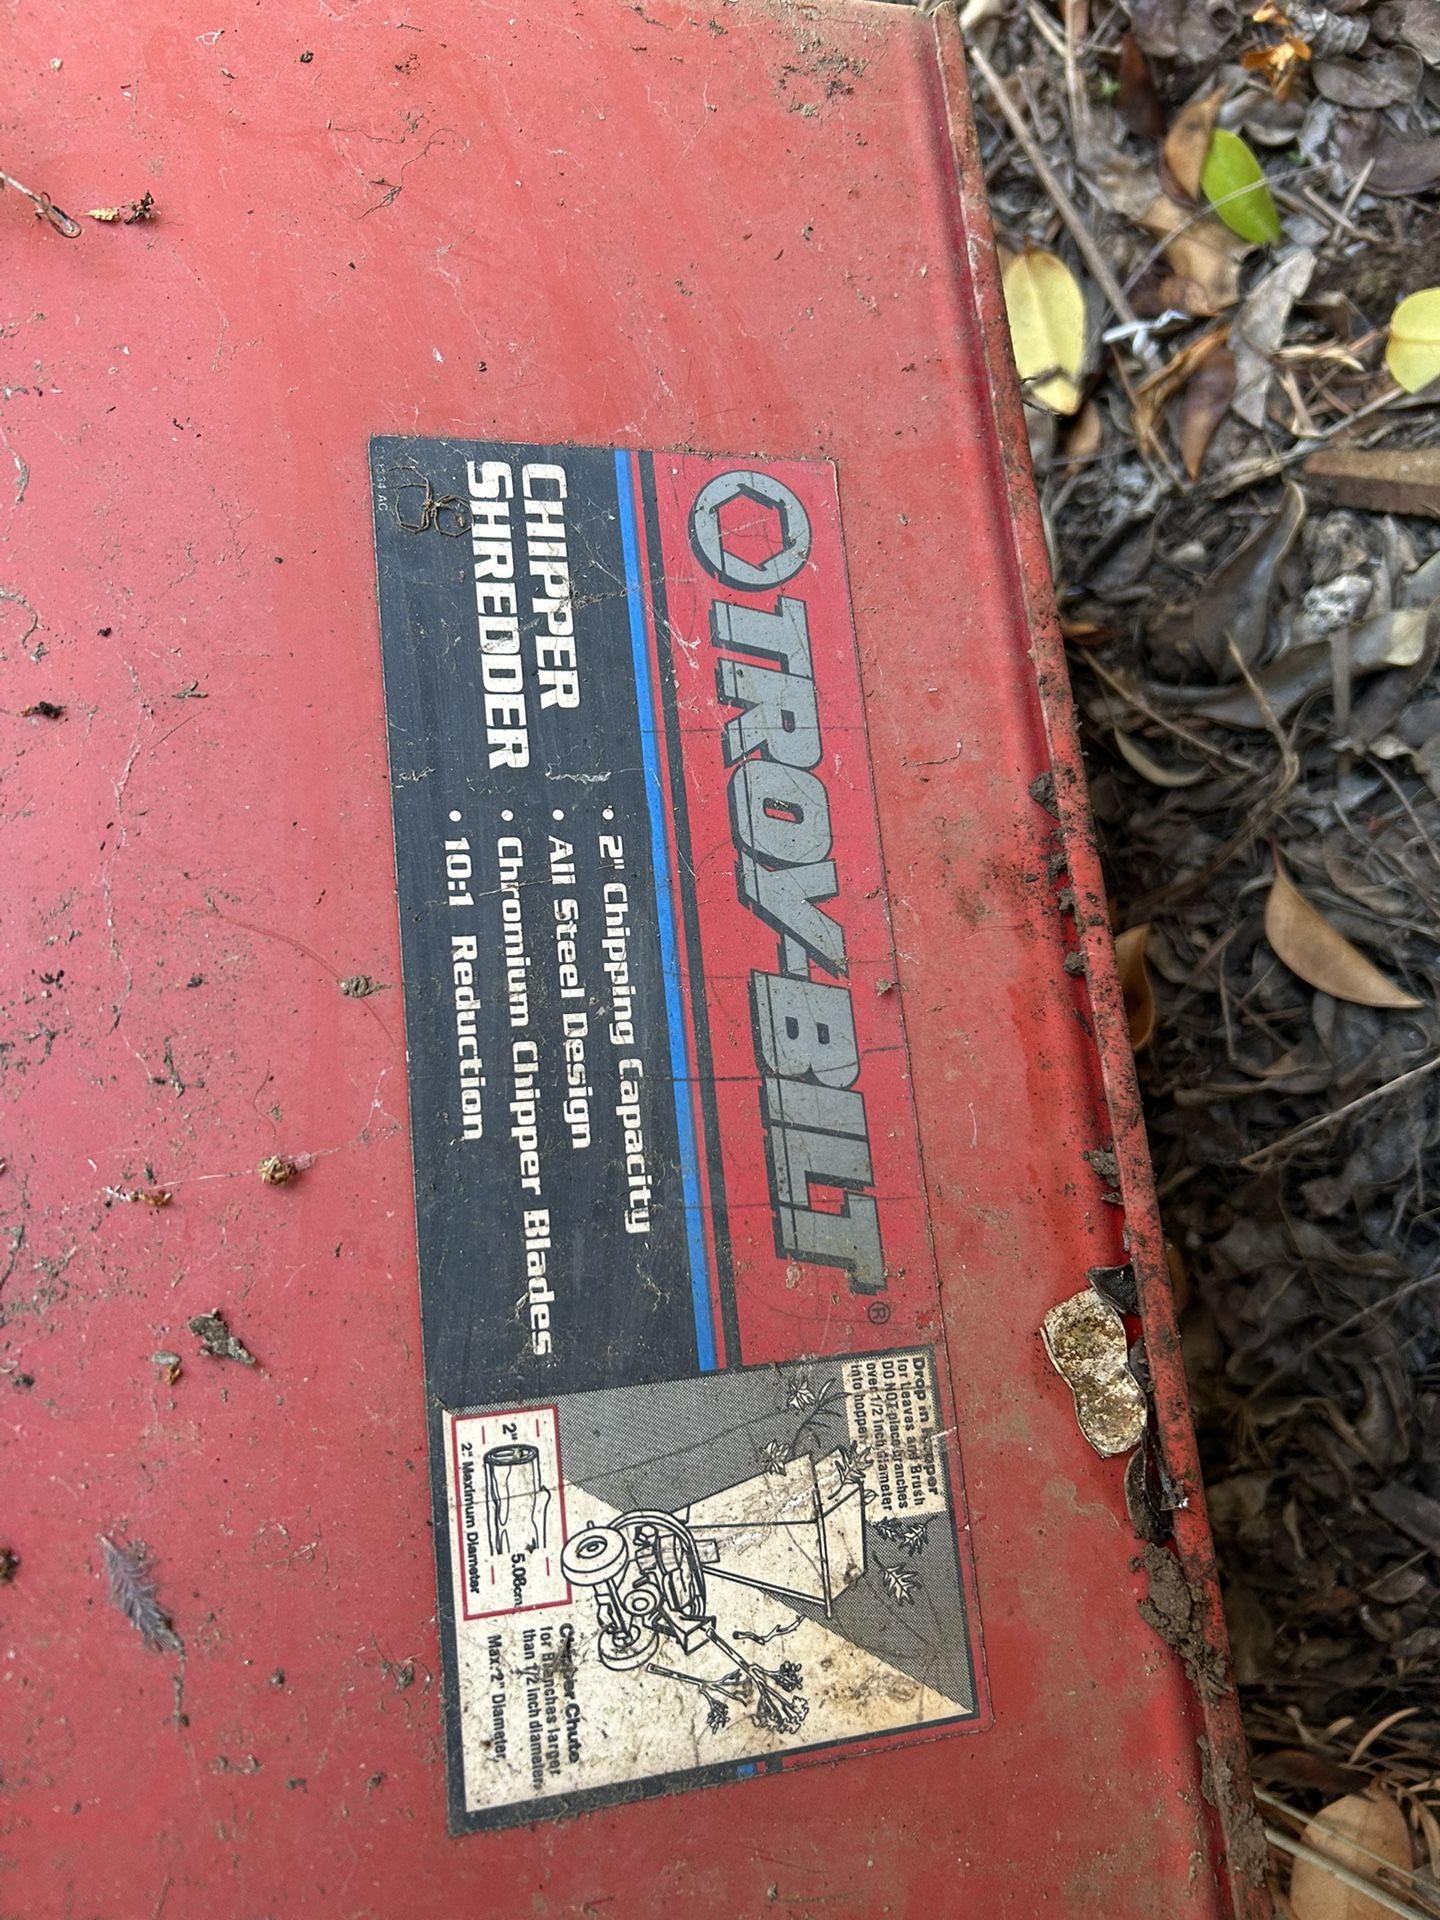 TROY-BILT®
CHIPPER
SHREDDER
• 2" Chipping Capacity
• All Steel Design
• Chromium Chipper Blades
• 10:1 Reduction
Drop in
for Leaves and Brush
DO NOT place branches
over 1/2 inch diameter
into hopper.
2"
5.08cm
2" Maximum Diameter
Chipper Chute
for Branches larger
than 1/2 inch diameter,
Max. 2" Diameter.